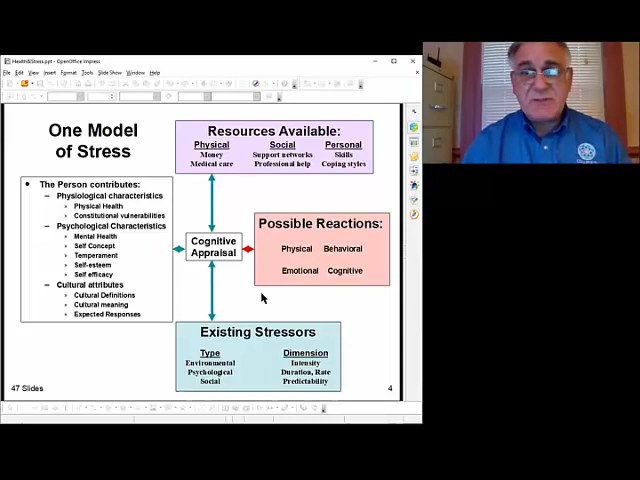 Health&Stress.ppt - OpenOffice Impress
File Edit View Insert Format Tools Slide Show Window Help
One Model
of Stress
Resources Available:
Physical Social Personal
Money Support networks Skills
Medical care Professional help Coping styles
The Person contributes:
– Physiological characteristics
» Physical Health
» Constitutional vulnerabilities
– Psychological Characteristics
» Mental Health
» Self Concept
» Temperament
» Self-esteem
» Self efficacy
– Cultural attributes
» Cultural Definitions
» Cultural meaning
» Expected Responses
Cognitive
Appraisal
Possible Reactions:
Physical Behavioral
Emotional Cognitive
Existing Stressors
Type Dimension
Environmental Intensity
Psychological Duration, Rate
Social Predictability
47 Slides 4